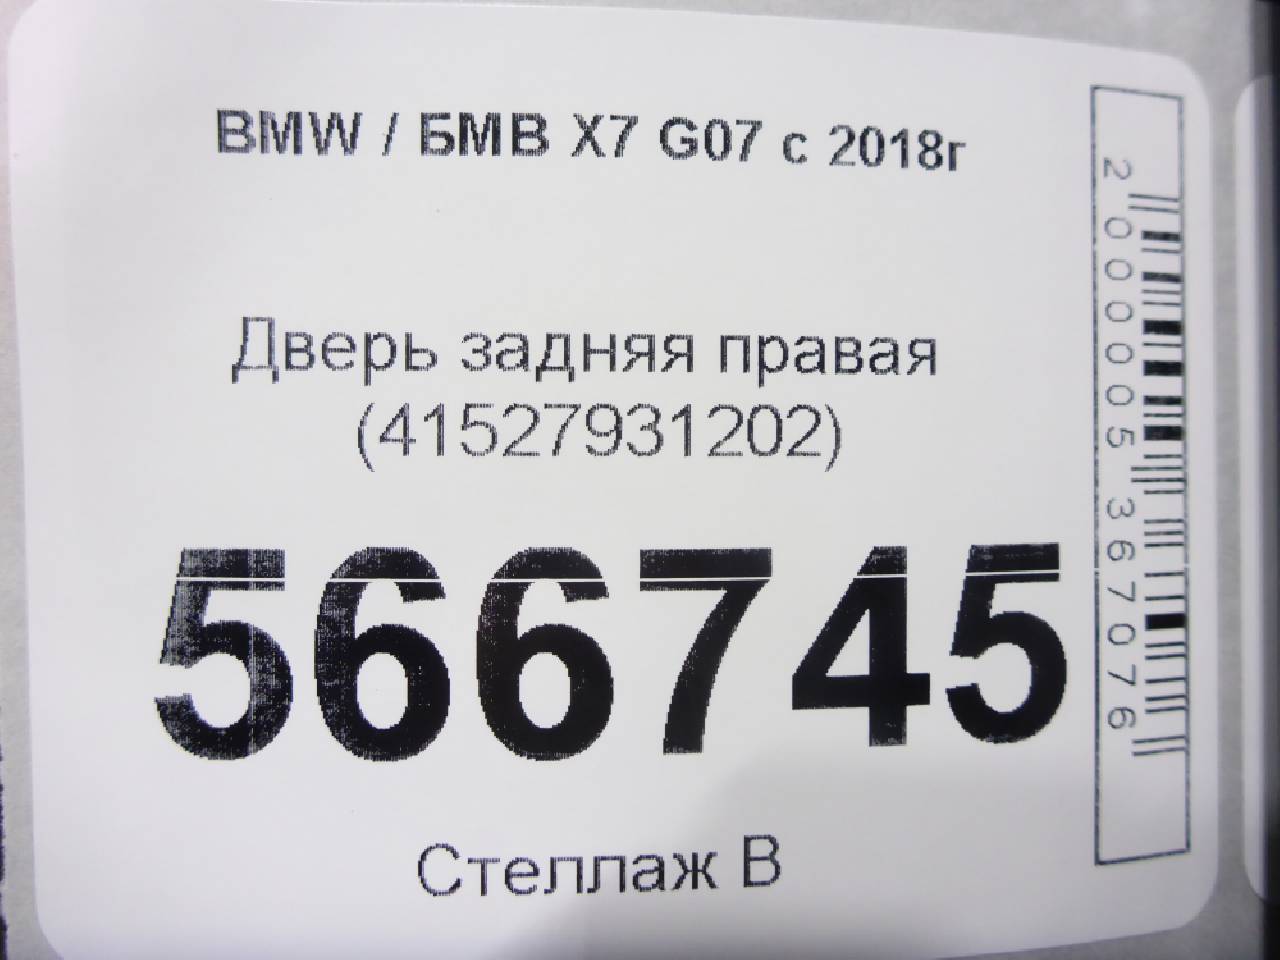 BMW / БМВ X7 G07 с 2018г
Дверь задняя правая
(41527931202)
566745
Стеллаж В
2000005367076